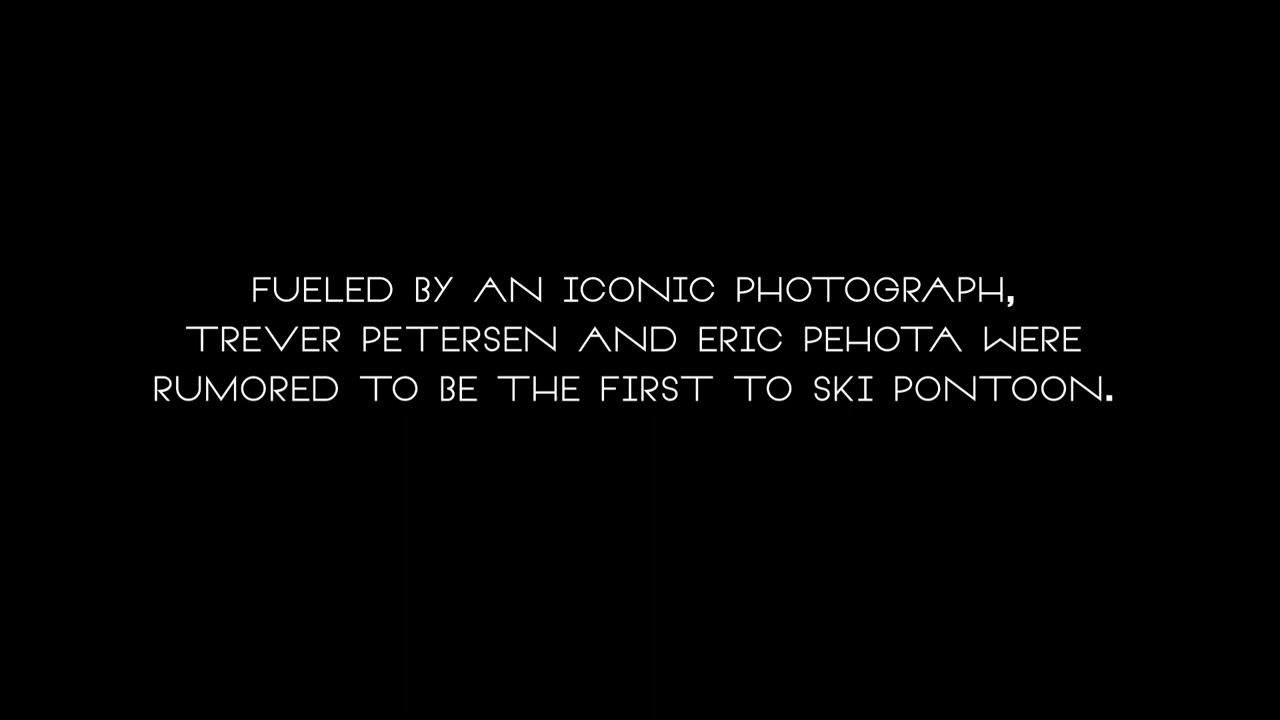 FUELED BY AN ICONIC PHOTOGRAPH,
TREVER PETERSEN AND ERIC PEHOTA WERE
RUMORED TO BE THE FIRST TO SKI PONTOON.